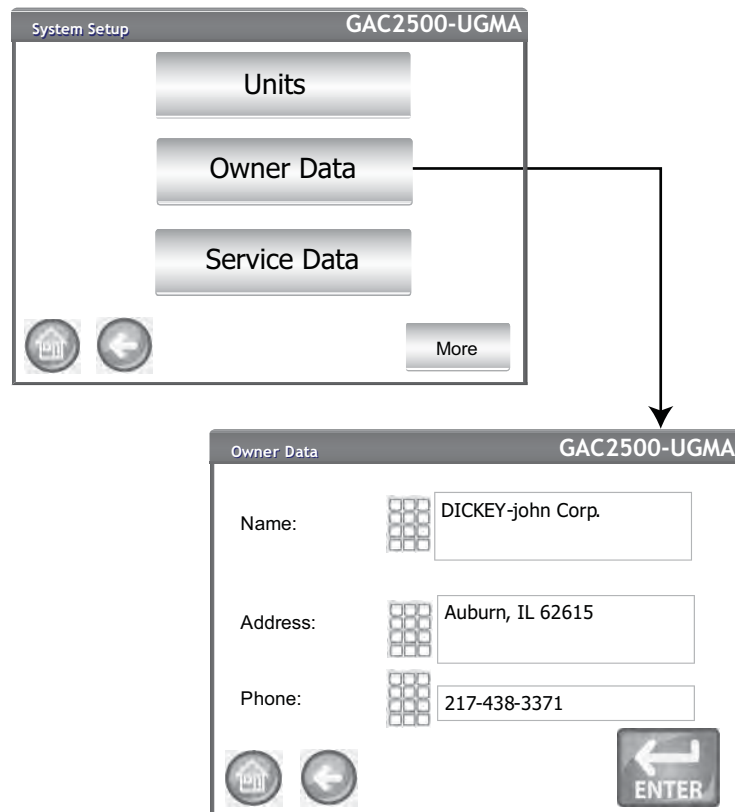 System Setup GAC2500-UGMA
Units
Owner Data
Service Data
More
Owner Data GAC2500-UGMA
Name: DICKEY-john Corp.
Address: Auburn, IL 62615
Phone: 217-438-3371
ENTER